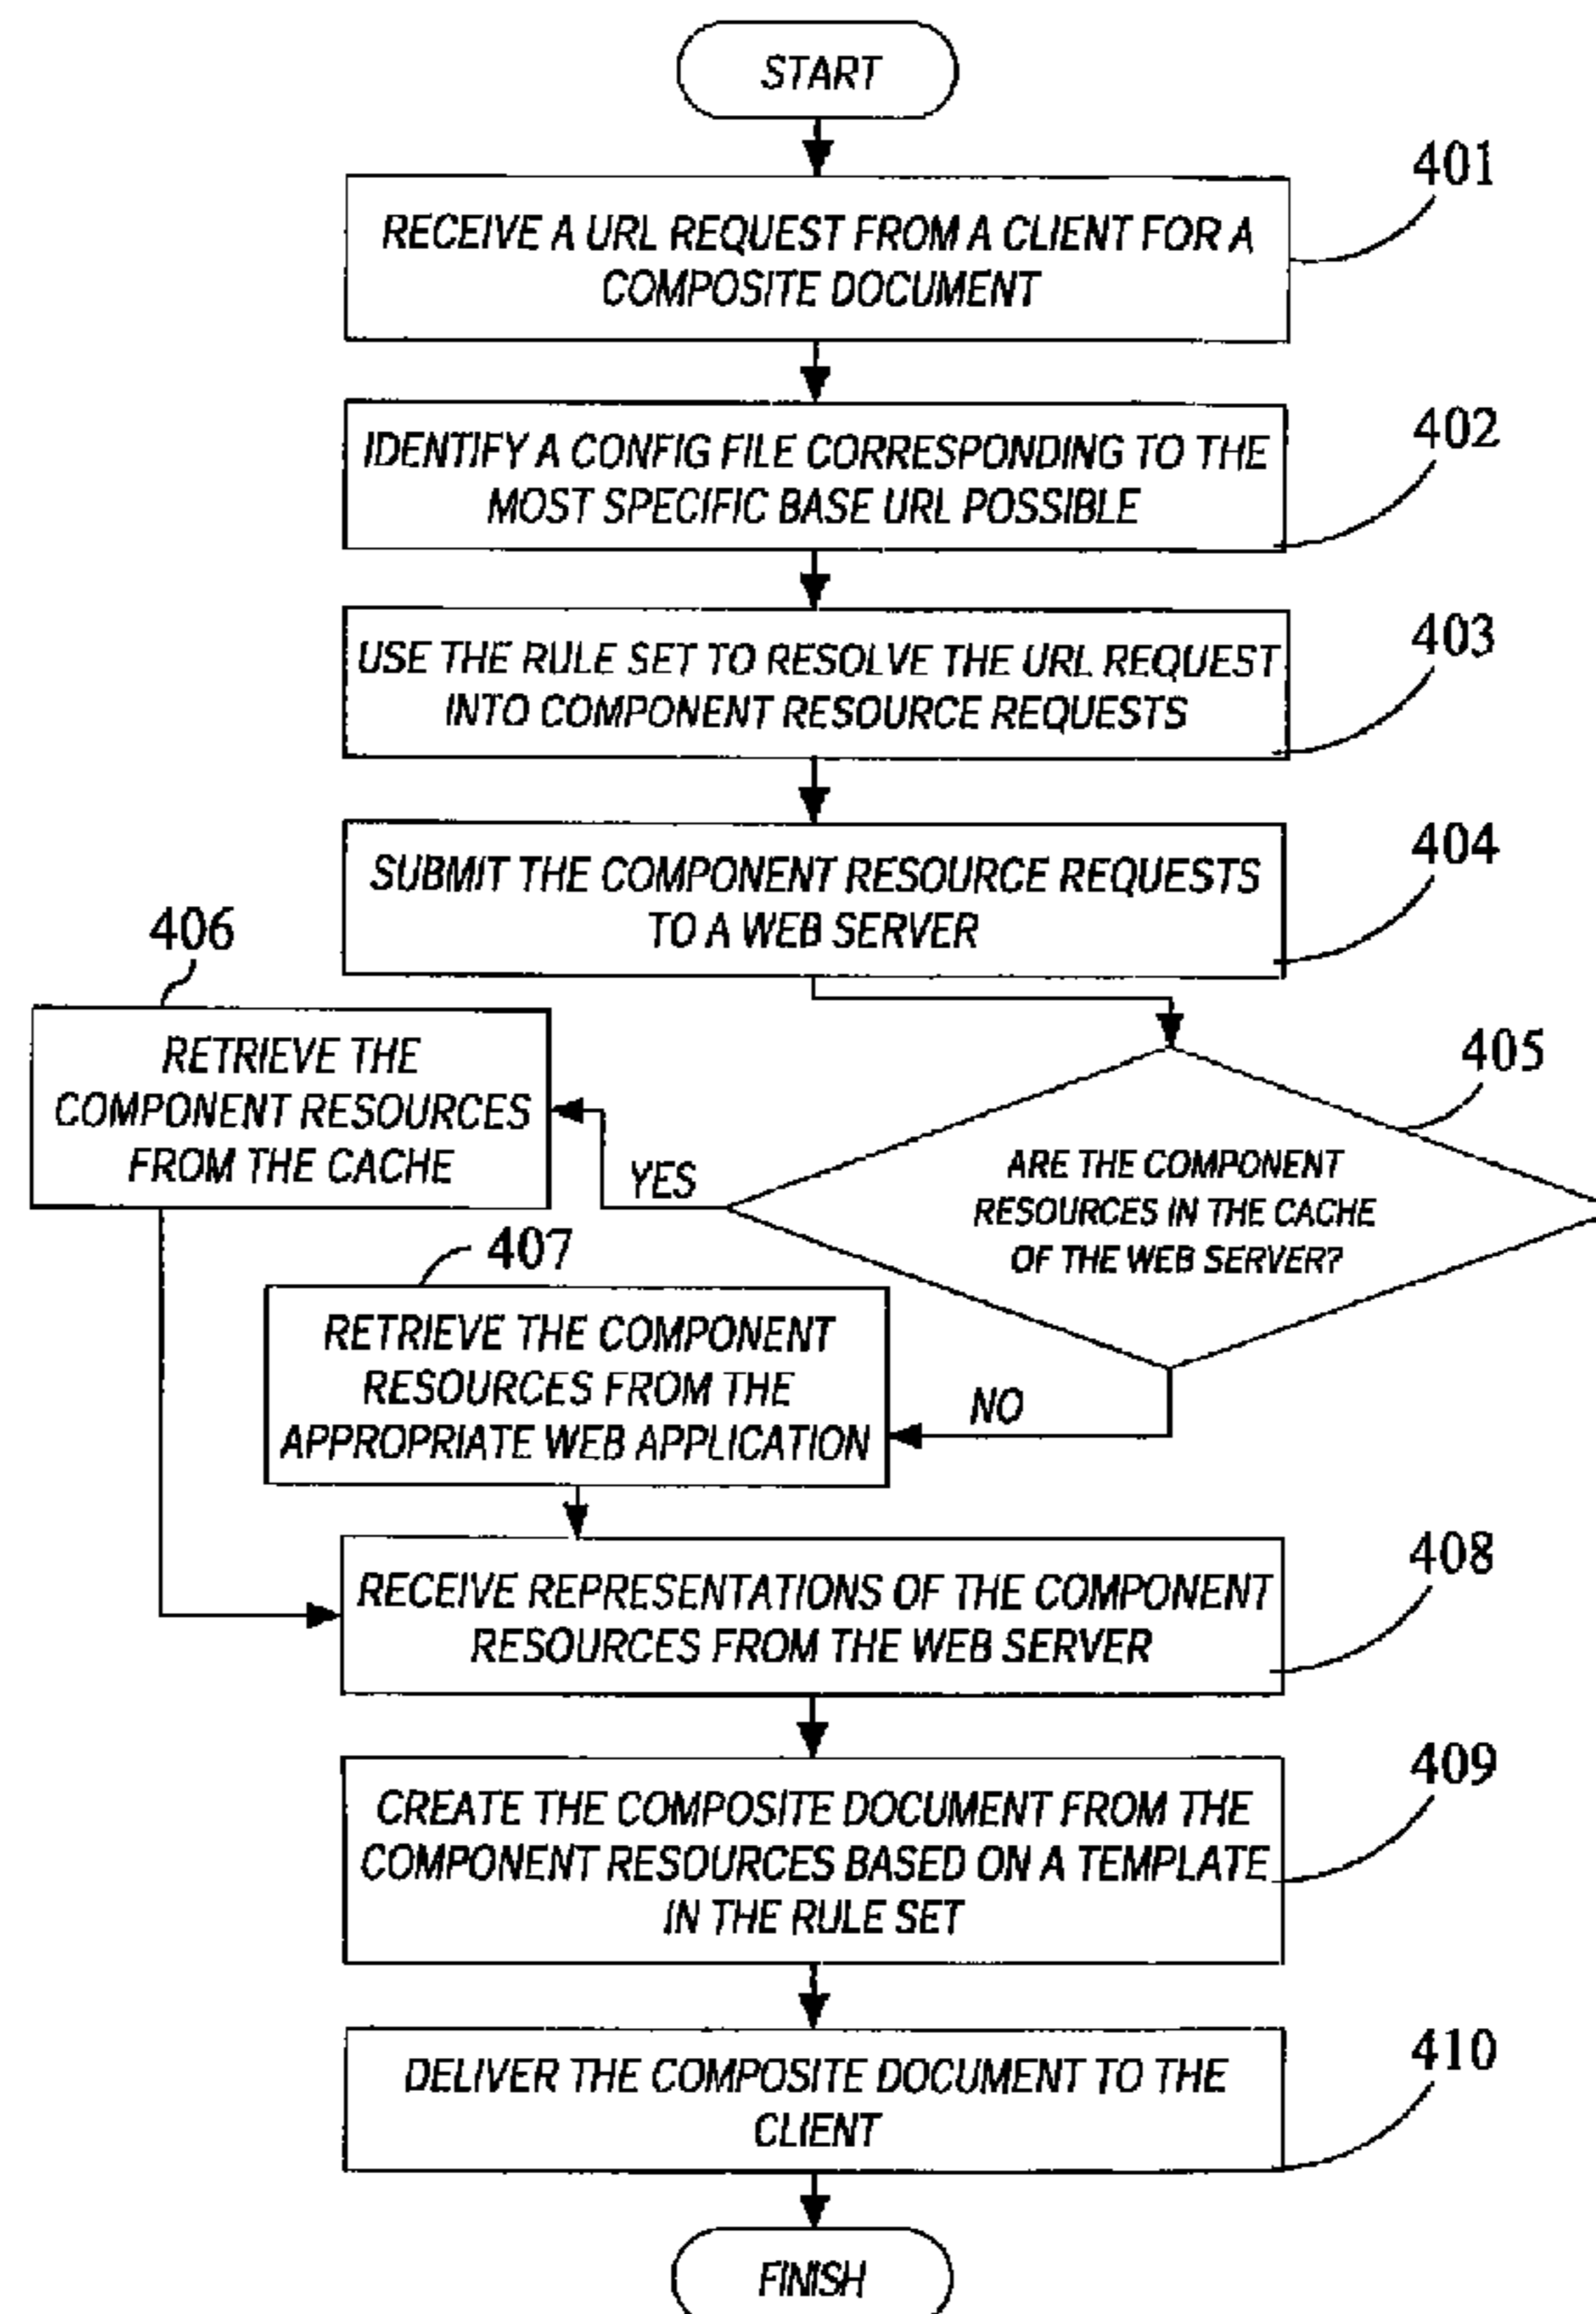 START
401
RECEIVE A URL REQUEST FROM A CLIENT FOR A
COMPOSITE DOCUMENT
402
IDENTIFY A CONFIG FILE CORRESPONDING TO THE
MOST SPECIFIC BASE URL POSSIBLE
403
USE THE RULE SET TO RESOLVE THE URL REQUEST
INTO COMPONENT RESOURCE REQUESTS
404
SUBMIT THE COMPONENT RESOURCE REQUESTS
TO A WEB SERVER
406
RETRIEVE THE
COMPONENT RESOURCES
FROM THE CACHE
405
ARE THE COMPONENT
RESOURCES IN THE CACHE
OF THE WEB SERVER?
YES
407
RETRIEVE THE COMPONENT
RESOURCES FROM THE
APPROPRIATE WEB APPLICATION
NO
408
RECEIVE REPRESENTATIONS OF THE COMPONENT
RESOURCES FROM THE WEB SERVER
409
CREATE THE COMPOSITE DOCUMENT FROM THE
COMPONENT RESOURCES BASED ON A TEMPLATE
IN THE RULE SET
410
DELIVER THE COMPOSITE DOCUMENT TO THE
CLIENT
FINISH